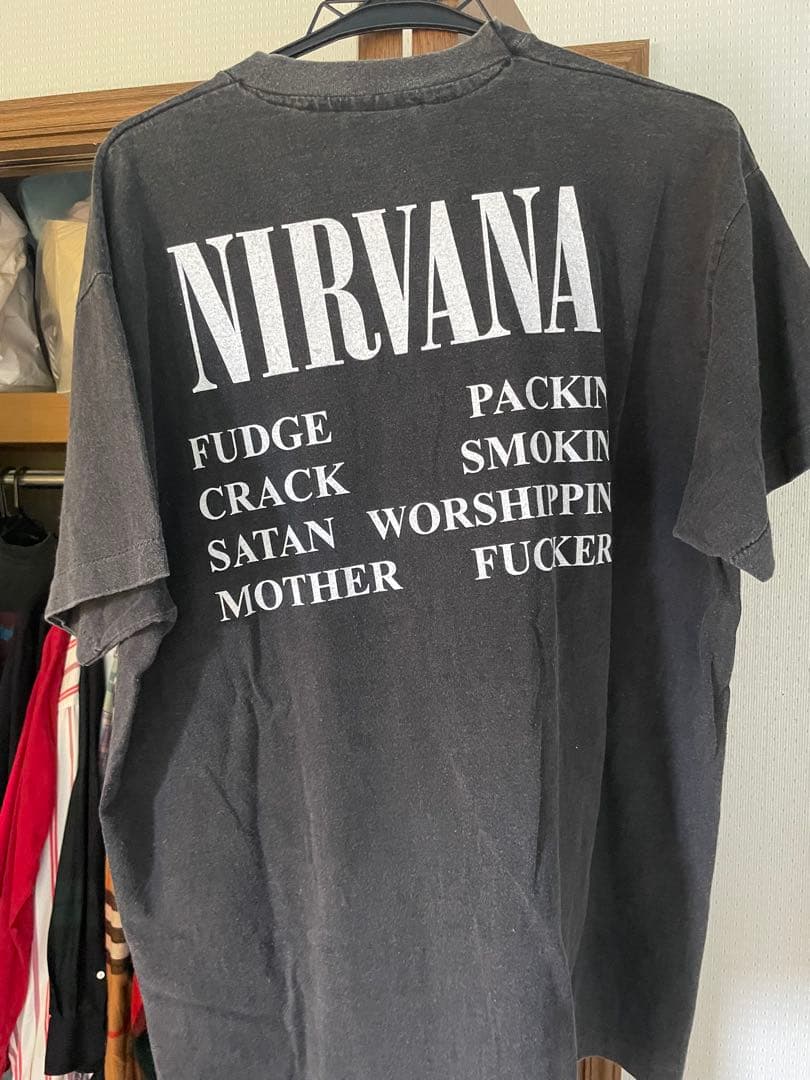 NIRVANA
FUDGE PACKIN
CRACK SMOKIN
SATAN WORSHIPPIN
MOTHER FUCKER